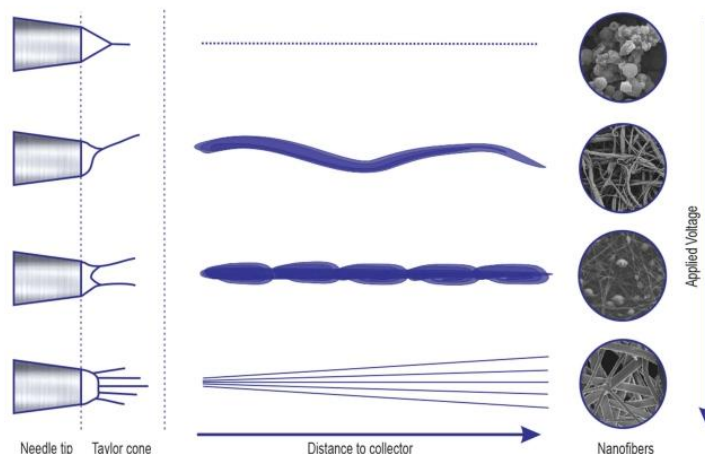 Applied Voltage
Needle tip
Taylor cone
Distance to collector
Nanofibers